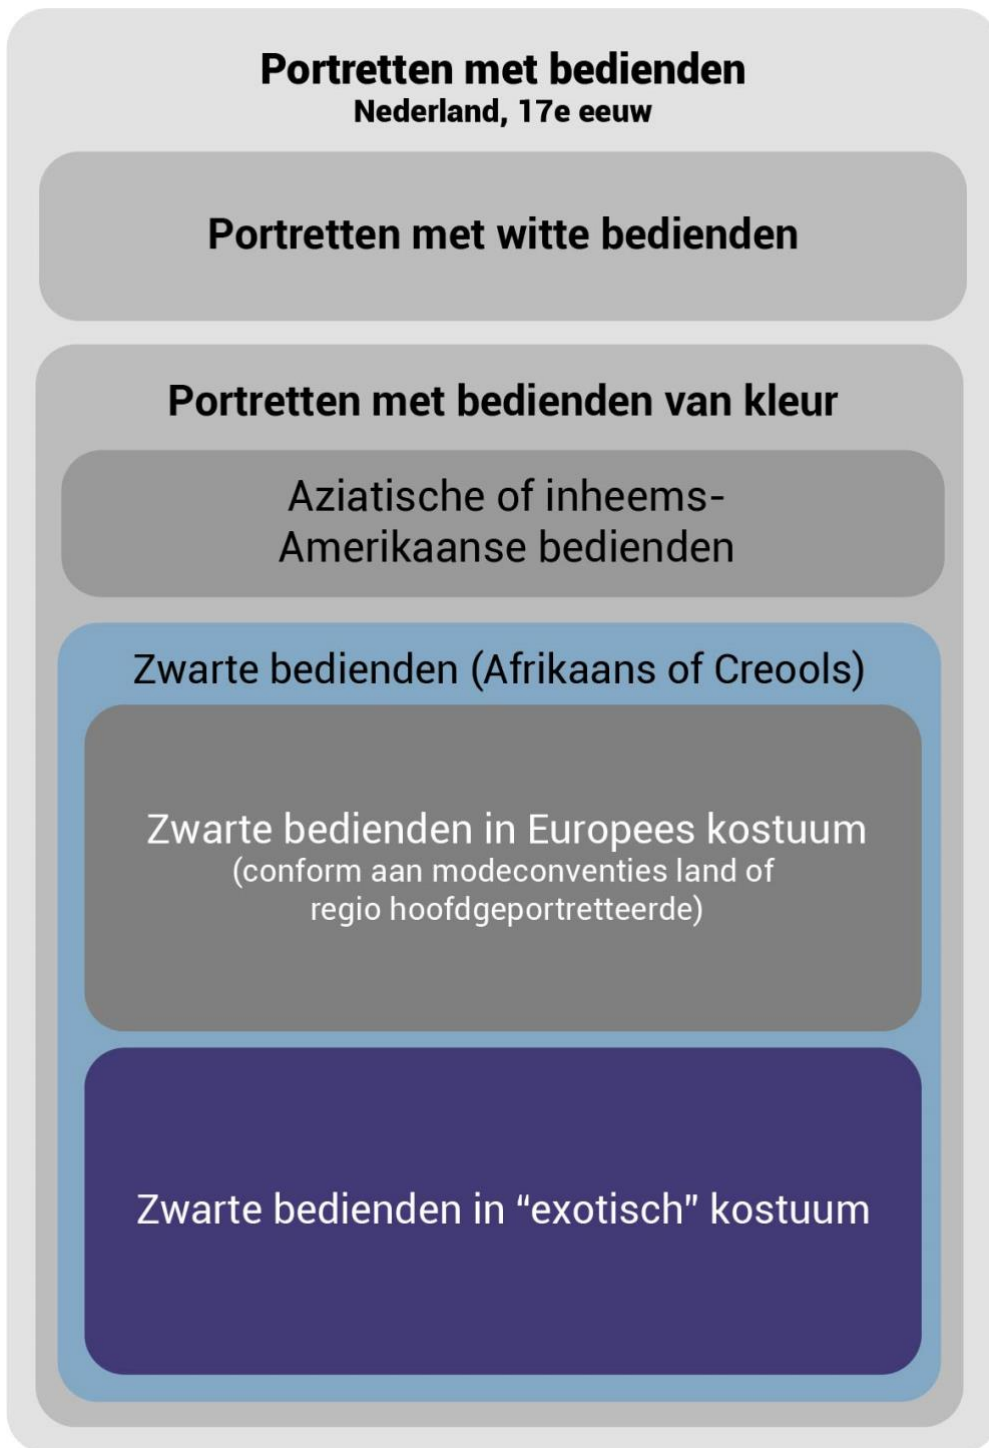 Portretten met bedienden
Nederland, 17e eeuw
Portretten met witte bedienden
Portretten met bedienden van kleur
Aziatische of inheems-
Amerikaanse bedienden
Zwarte bedienden (Afrikaans of Creools)
Zwarte bedienden in Europees kostuum
(conform aan modeconventies land of
regio hoofdgeportretteerde)
Zwarte bedienden in “exotisch” kostuum